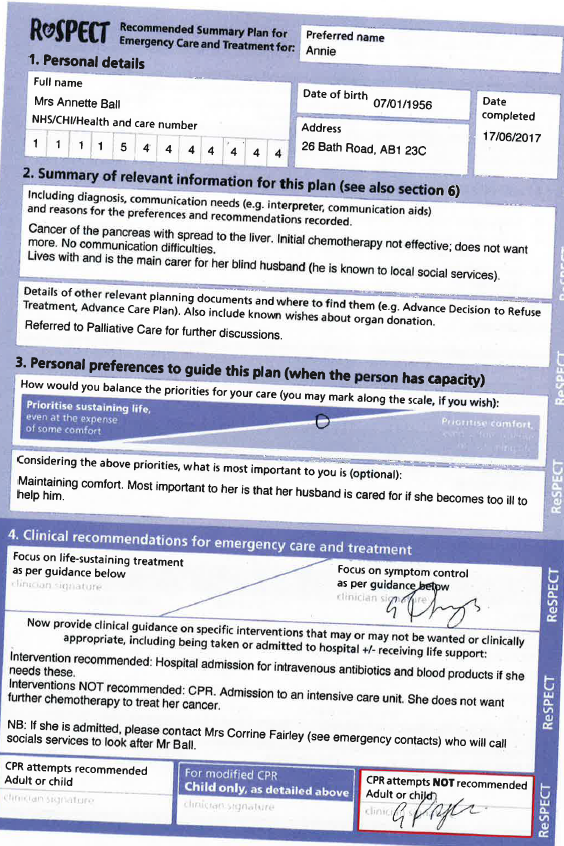 ReSPECT
Recommended Summary Plan for
Emergency Care and Treatment for:
Preferred name
Annie
1. Personal details
Full name
Mrs Annette Ball
NHS/CHI/Health and care number
1 1 1 1 5 4 4 4 4 4 4 4
Date of birth 07/01/1956
Address
26 Bath Road, AB1 23C
Date
completed
17/06/2017
2. Summary of relevant information for this plan (see also section 6)
Including diagnosis, communication needs (e.g. interpreter, communication aids)
and reasons for the preferences and recommendations recorded.
Cancer of the pancreas with spread to the liver. Initial chemotherapy not effective; does not want
more. No communication difficulties.
Lives with and is the main carer for her blind husband (he is known to local social services).
Details of other relevant planning documents and where to find them (e.g. Advance Decision to Refuse
Treatment, Advance Care Plan). Also include known wishes about organ donation.
Referred to Palliative Care for further discussions.
3. Personal preferences to guide this plan (when the person has capacity)
How would you balance the priorities for your care (you may mark along the scale, if you wish):
Prioritise sustaining life,
even at the expense
of some comfort
Prioritise comfort,
Considering the above priorities, what is most important to you is (optional):
Maintaining comfort. Most important to her is that her husband is cared for if she becomes too ill to
help him.
4. Clinical recommendations for emergency care and treatment
Focus on life-sustaining treatment
as per guidance below
clinician signature
Focus on symptom control
as per guidance below
clinician signature
Now provide clinical guidance on specific interventions that may or may not be wanted or clinically
appropriate, including being taken or admitted to hospital +/- receiving life support:
Intervention recommended: Hospital admission for intravenous antibiotics and blood products if she
needs these.
Interventions NOT recommended: CPR. Admission to an intensive care unit. She does not want
further chemotherapy to treat her cancer.
NB: If she is admitted, please contact Mrs Corrine Fairley (see emergency contacts) who will call
socials services to look after Mr Ball.
CPR attempts recommended
Adult or child
clinician signature
For modified CPR
Child only, as detailed above
clinician signature
CPR attempts NOT recommended
Adult or child
ReSPECT
ReSPECT
ReSPECT
ReSPECT
ReSPECT